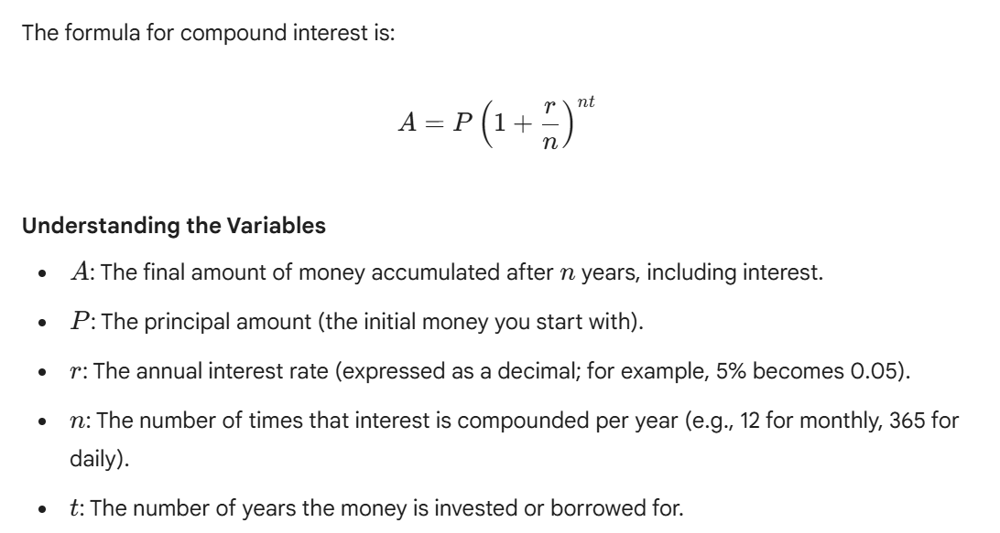 The formula for compound interest is:
A = P (1 + r/n)^{nt}
Understanding the Variables
• A: The final amount of money accumulated after n years, including interest.
• P: The principal amount (the initial money you start with).
• r: The annual interest rate (expressed as a decimal; for example, 5% becomes 0.05).
• n: The number of times that interest is compounded per year (e.g., 12 for monthly, 365 for
daily).
• t: The number of years the money is invested or borrowed for.